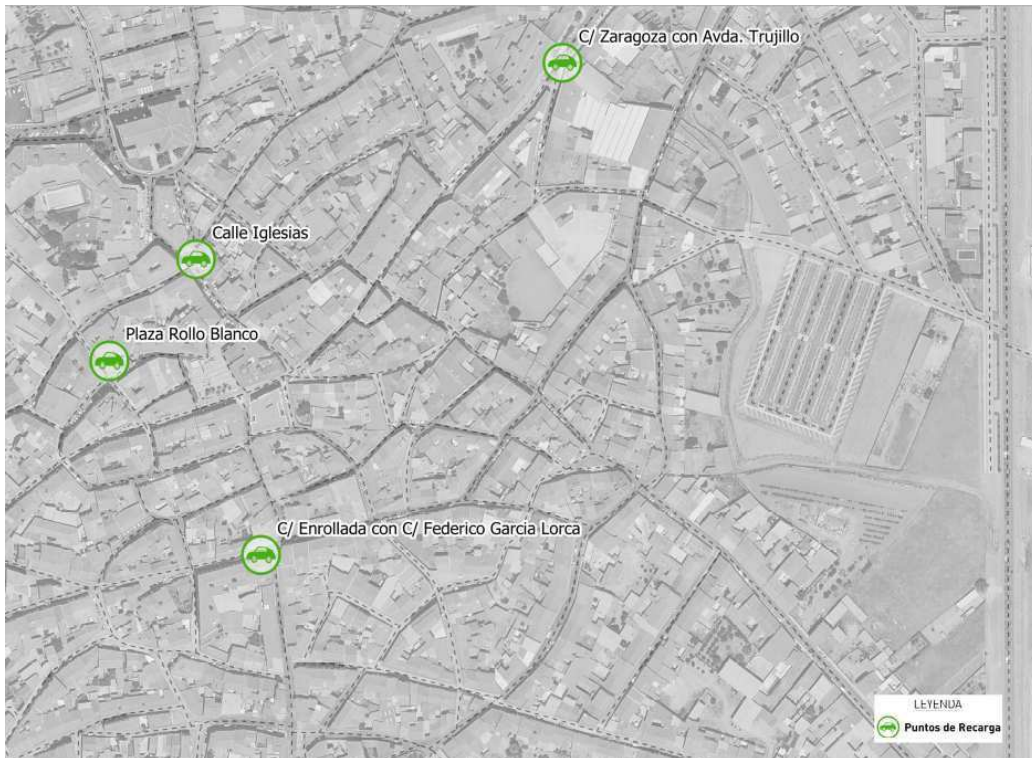 C/ Zaragoza con Avda. Trujillo
Calle Iglesias
Plaza Rollo Blanco
C/ Enrollada con C/ Federico Garcia Lorca
LEYENDA
Puntos de Recarga